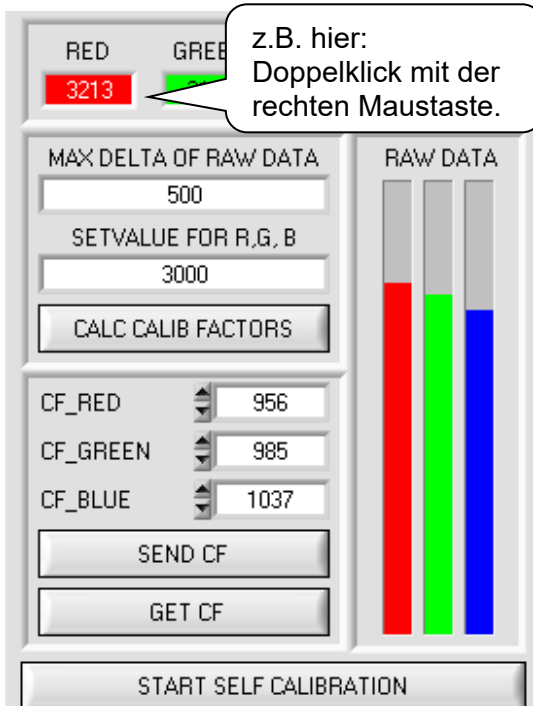 RED
z.B. hier:
Doppelklick mit der
rechten Maustaste.
3213
MAX DELTA OF RAW DATA
500
SETVALUE FOR R,G, B
3000
CALC CALIB FACTORS
RAW DATA
CF_RED 956
CF_GREEN 985
CF_BLUE 1037
SEND CF
GET CF
START SELF CALIBRATION